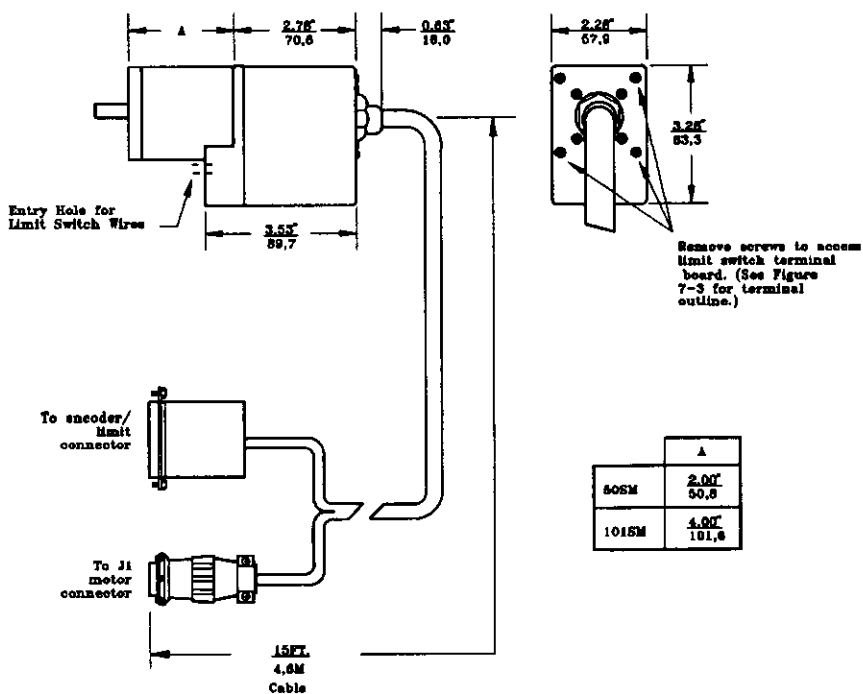 A
2.78"
70,6
0.63"
16,0
2.28"
57,9
3.28"
83,3
Entry Hole for
Limit Switch Wires
3.53"
89,7
Remove screws to access
limit switch terminal
board. (See Figure
7-3 for terminal
outline.)
To encoder/
limit
connector
A
50SM
2.00"
50,8
101SM
4.00"
101,6
To J1
motor
connector
15FT.
4,6M
Cable